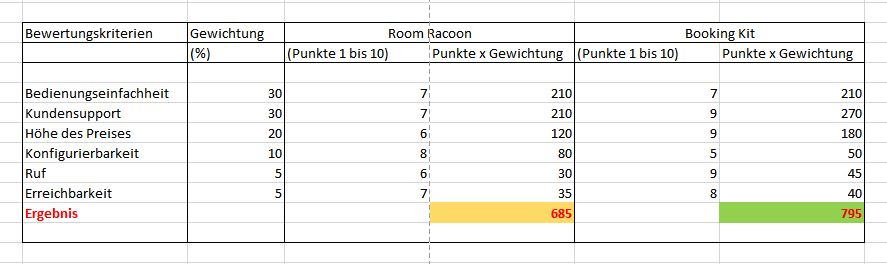 Bewertungskriterien Gewichtung Room Racoon Booking Kit
(%) (Punkte 1 bis 10) Punkte x Gewichtung (Punkte 1 bis 10) Punkte x Gewichtung
Bedienungseinfachheit 30 7 210 7 210
Kundensupport 30 7 210 9 270
Höhe des Preises 20 6 120 9 180
Konfigurierbarkeit 10 8 80 5 50
Ruf 5 6 30 9 45
Erreichbarkeit 5 7 35 8 40
Ergebnis 685 795